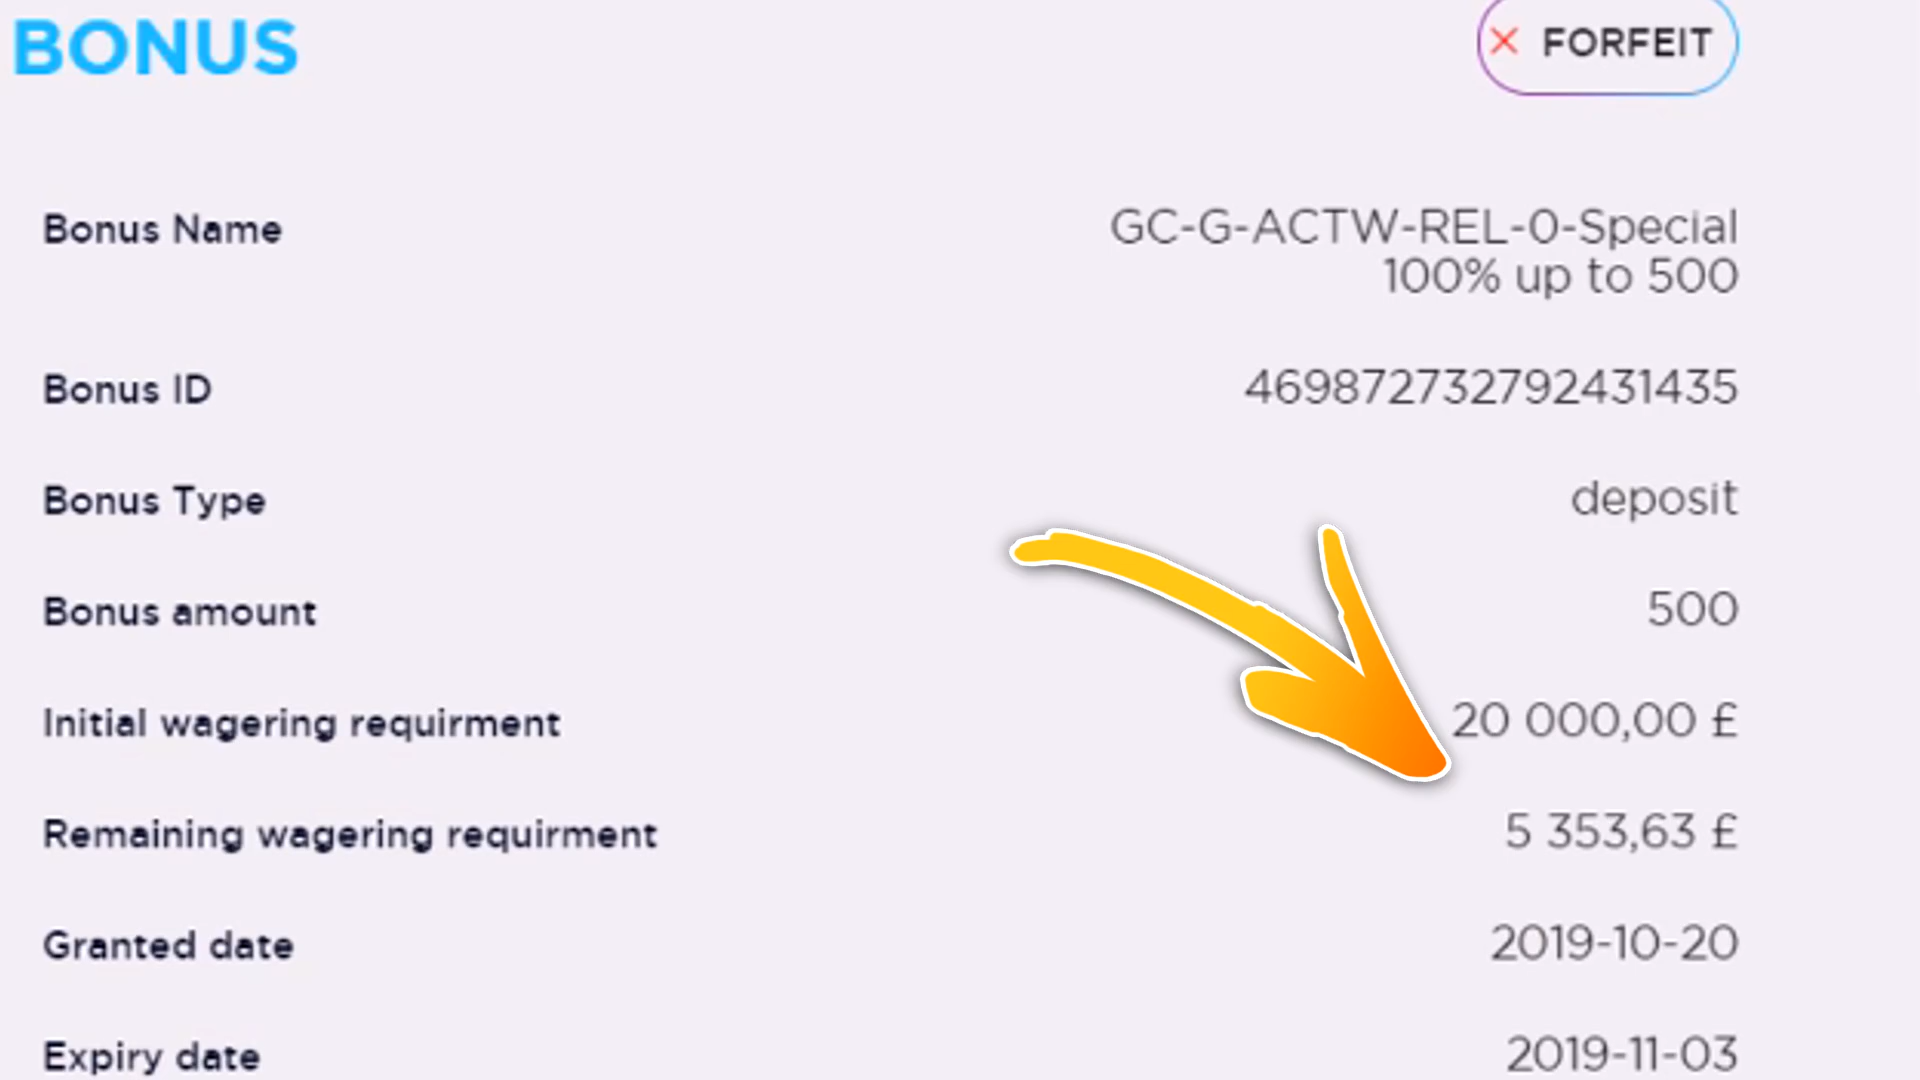 BONUS
× FORFEIT
Bonus Name GC-G-ACTW-REL-0-Special
100% up to 500
Bonus ID 469872732792431435
Bonus Type deposit
Bonus amount 500
Initial wagering requirment 20 000,00 £
Remaining wagering requirment 5 353,63 £
Granted date 2019-10-20
Expiry date 2019-11-03